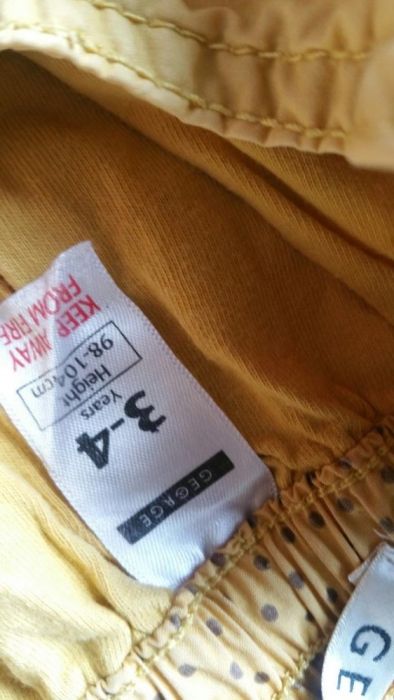 GEORGE
3-4
Years
Height
98-104cm
KEEP AWAY
FROM FIRE
GE